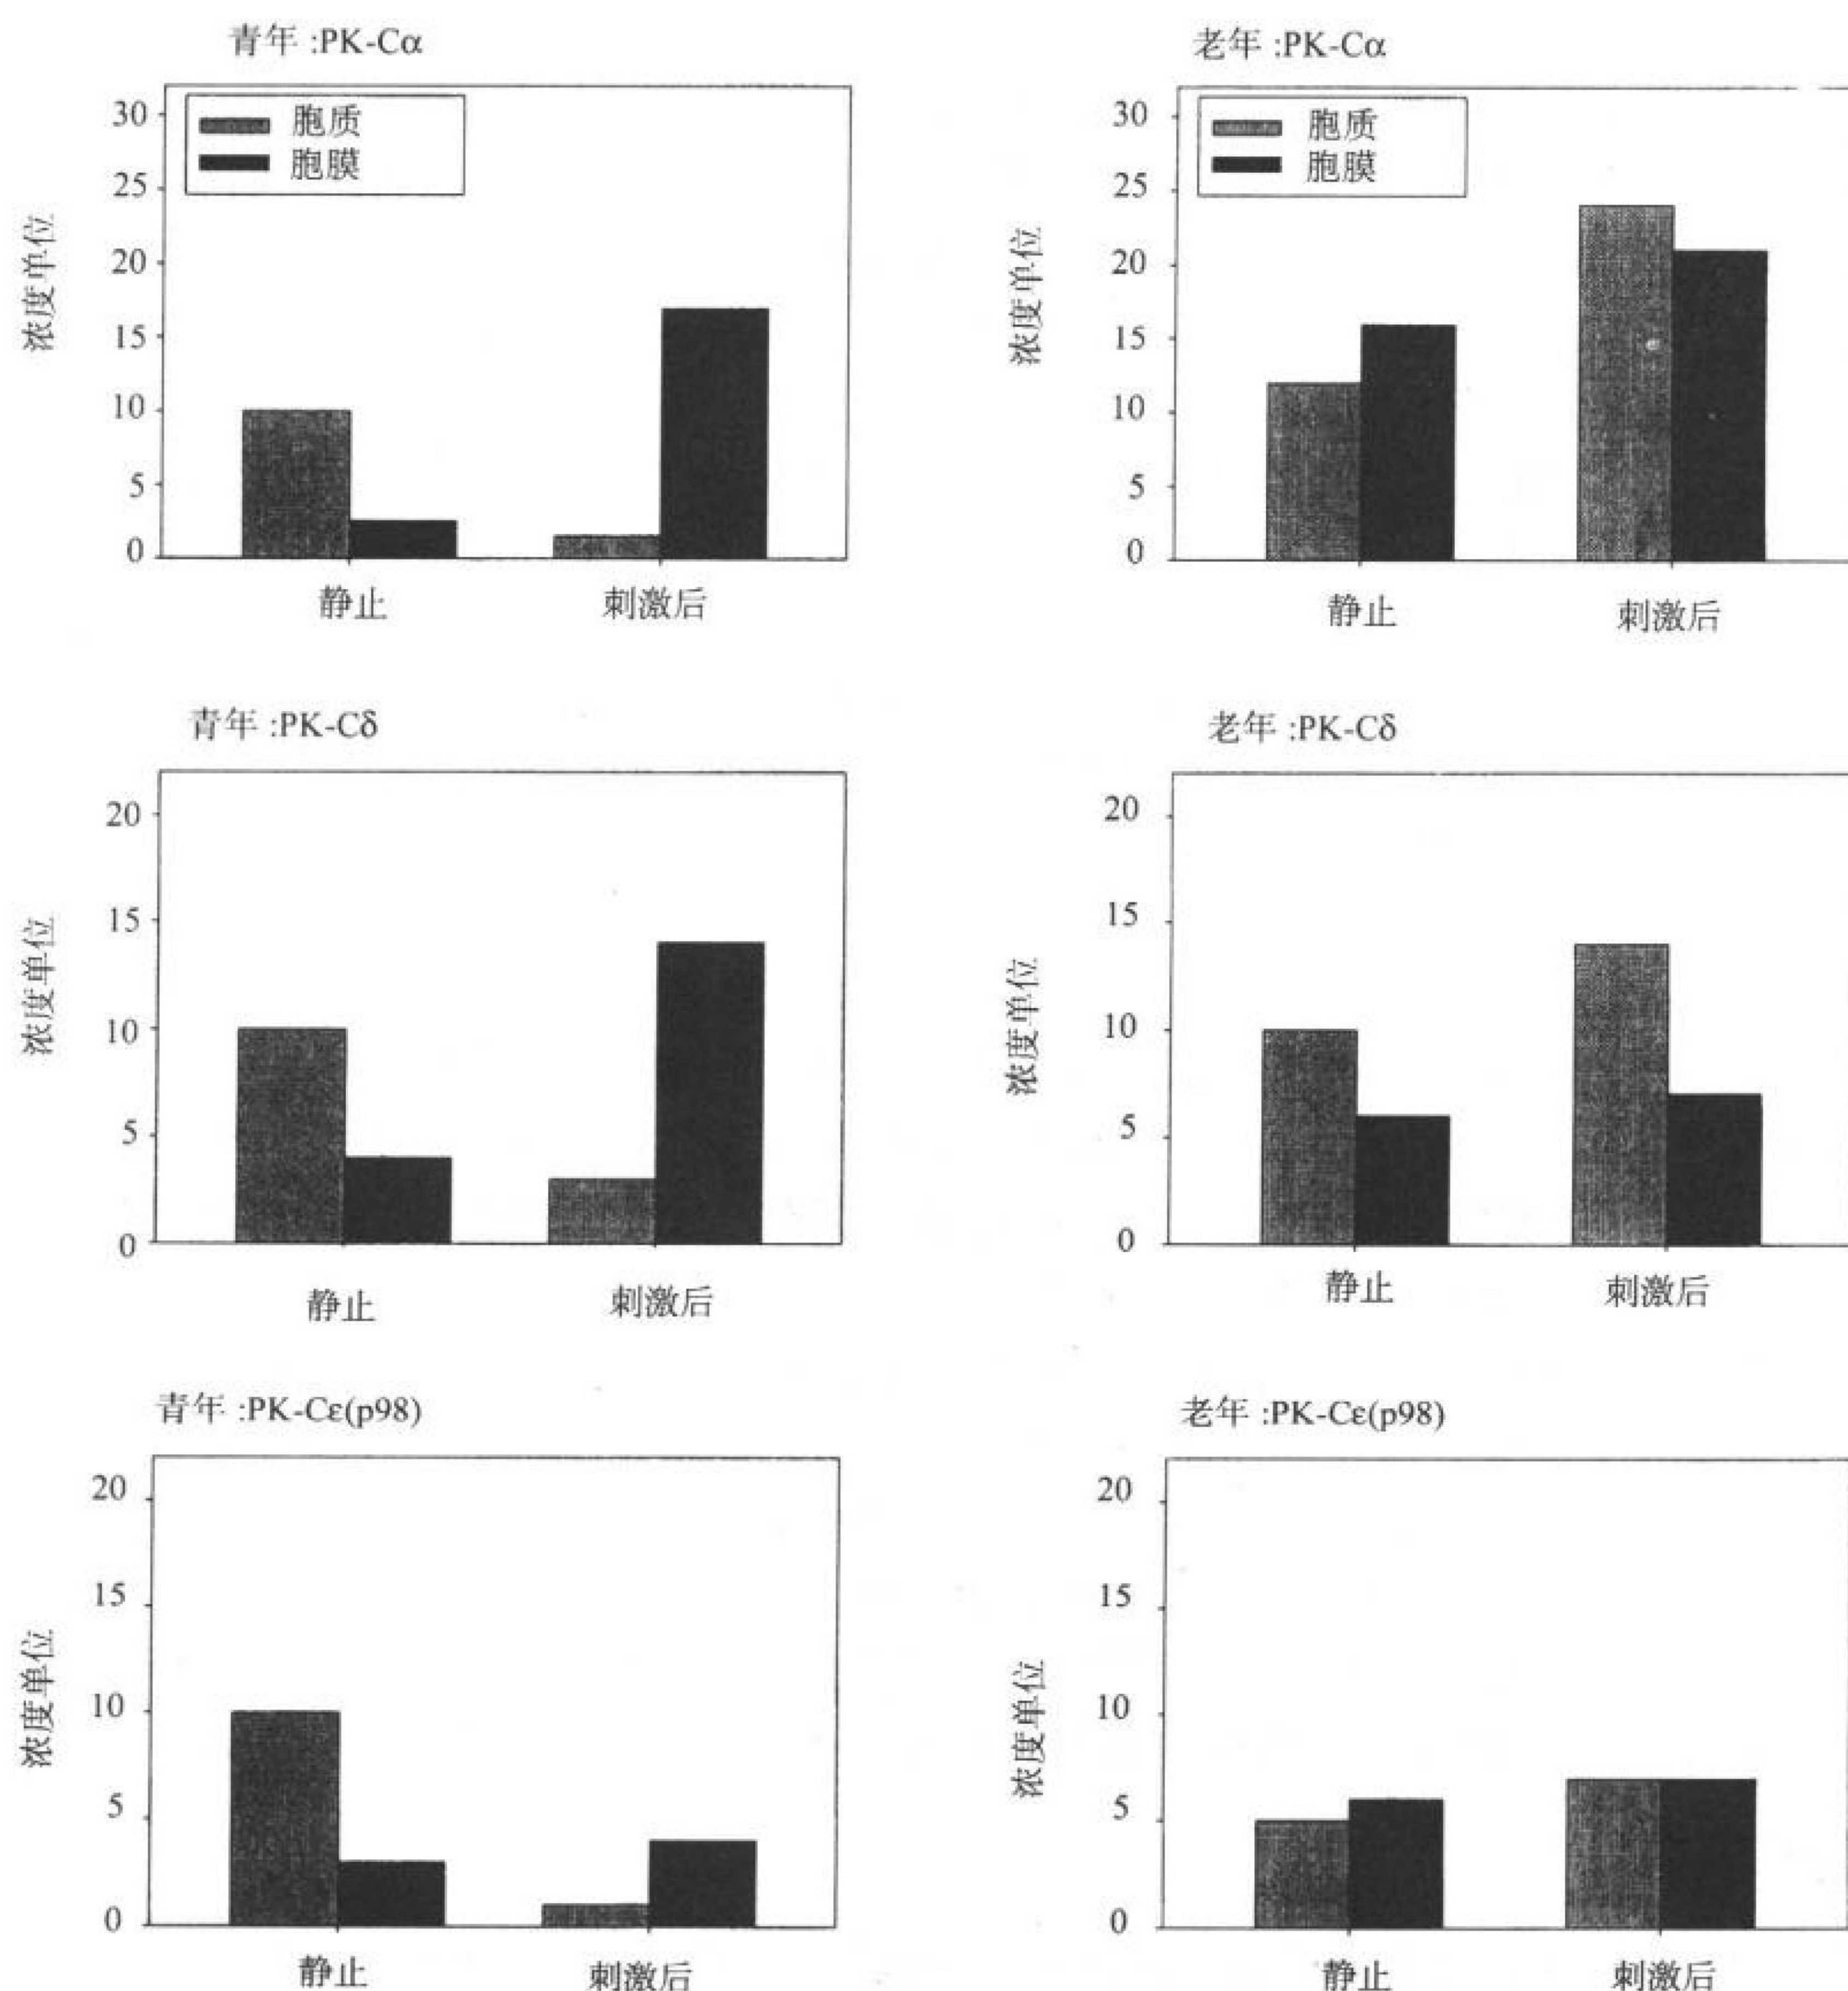 青年:PK-Cα
30
25
20
15
10
5
0
浓度单位
胞质
胞膜
静止
刺激后
老年:PK-Cα
30
25
20
15
10
5
0
浓度单位
胞质
胞膜
静止
刺激后
青年:PK-Cδ
20
15
10
5
0
浓度单位
静止
刺激后
老年:PK-Cδ
20
15
10
5
0
浓度单位
静止
刺激后
青年:PK-Cε(p98)
20
15
10
5
0
浓度单位
静止
刺激后
老年:PK-Cε(p98)
20
15
10
5
0
浓度单位
静止
刺激后